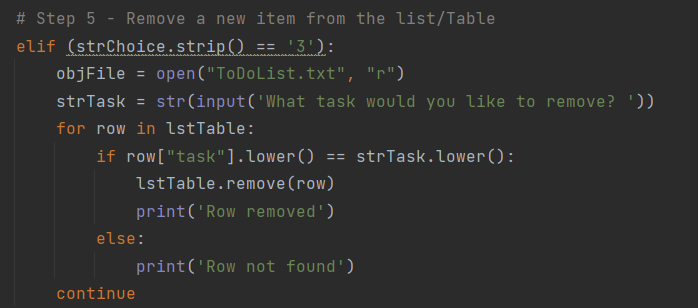 # Step 5 - Remove a new item from the list/Table
elif (strChoice.strip() == '3'):
    objFile = open("ToDoList.txt", "r")
    strTask = str(input('What task would you like to remove? '))
    for row in lstTable:
        if row["task"].lower() == strTask.lower():
            lstTable.remove(row)
            print('Row removed')
        else:
            print('Row not found')
    continue